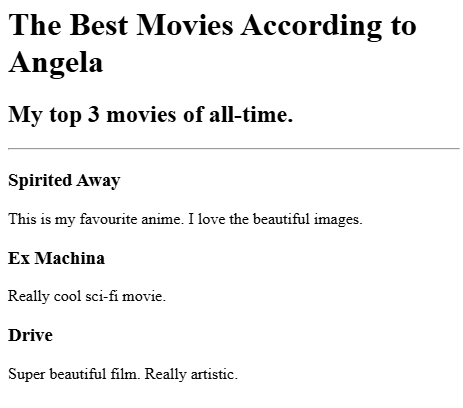 The Best Movies According to
Angela
My top 3 movies of all-time.
Spirited Away
This is my favourite anime. I love the beautiful images.
Ex Machina
Really cool sci-fi movie.
Drive
Super beautiful film. Really artistic.